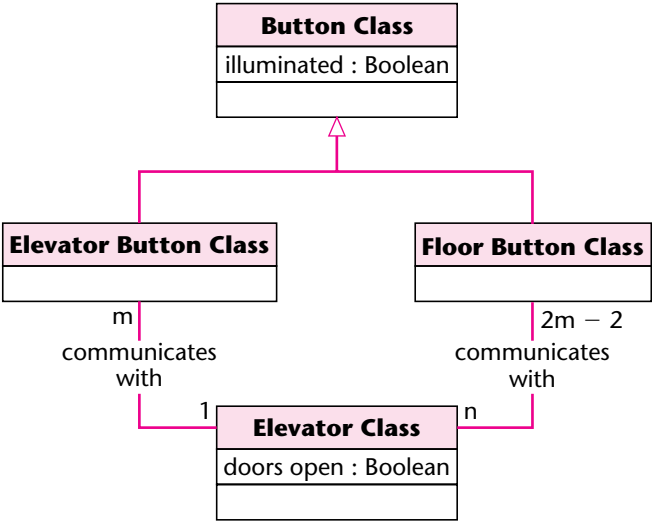 Button Class
illuminated : Boolean
Elevator Button Class
Floor Button Class
m
2m − 2
communicates
with
communicates
with
1
n
Elevator Class
doors open : Boolean